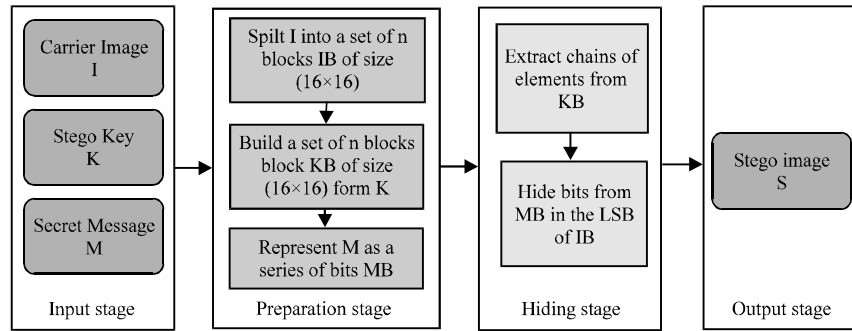 Carrier Image
I
Stego Key
K
Secret Message
M
Input stage
Spilt I into a set of n
blocks IB of size
(16×16)
Build a set of n blocks
block KB of size
(16×16) form K
Represent M as a
series of bits MB
Preparation stage
Extract chains of
elements from
KB
Hide bits from
MB in the LSB
of IB
Hiding stage
Stego image
S
Output stage